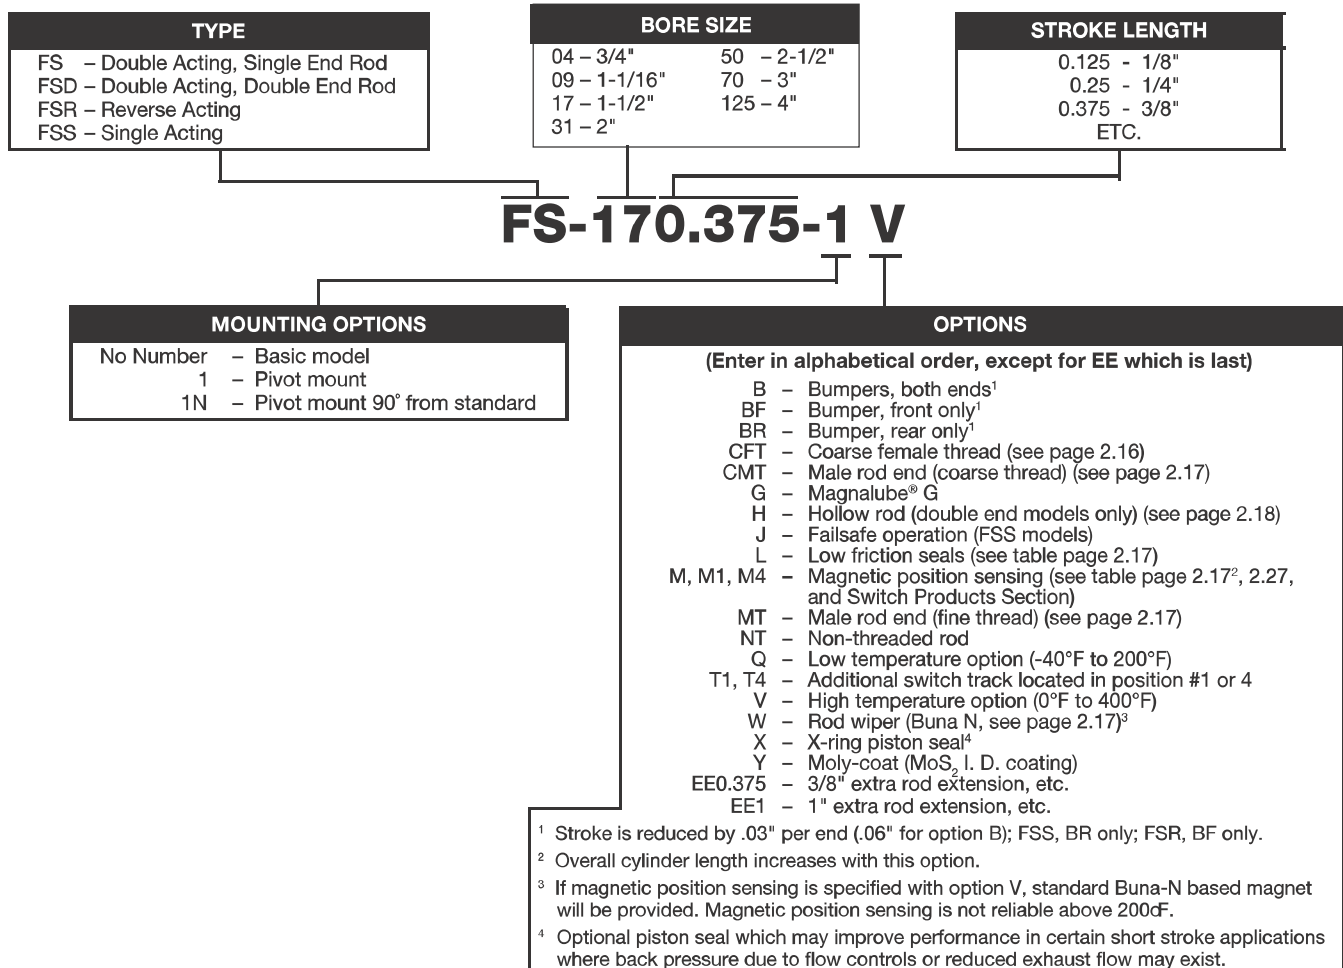 TYPE
FS – Double Acting, Single End Rod
FSD – Double Acting, Double End Rod
FSR – Reverse Acting
FSS – Single Acting
BORE SIZE
04 – 3/4" 50 – 2-1/2"
09 – 1-1/16" 70 – 3"
17 – 1-1/2" 125 – 4"
31 – 2"
STROKE LENGTH
0.125 - 1/8"
0.25 - 1/4"
0.375 - 3/8"
ETC.
FS-170.375-1 V
MOUNTING OPTIONS
No Number – Basic model
1 – Pivot mount
1N – Pivot mount 90° from standard
OPTIONS
(Enter in alphabetical order, except for EE which is last)
B – Bumpers, both ends¹
BF – Bumper, front only¹
BR – Bumper, rear only¹
CFT – Coarse female thread (see page 2.16)
CMT – Male rod end (coarse thread) (see page 2.17)
G – Magnalube® G
H – Hollow rod (double end models only) (see page 2.18)
J – Failsafe operation (FSS models)
L – Low friction seals (see table page 2.17)
M, M1, M4 – Magnetic position sensing (see table page 2.17², 2.27,
and Switch Products Section)
MT – Male rod end (fine thread) (see page 2.17)
NT – Non-threaded rod
Q – Low temperature option (-40°F to 200°F)
T1, T4 – Additional switch track located in position #1 or 4
V – High temperature option (0°F to 400°F)
W – Rod wiper (Buna N, see page 2.17)³
X – X-ring piston seal⁴
Y – Moly-coat (MoS₂ I. D. coating)
EE0.375 – 3/8" extra rod extension, etc.
EE1 – 1" extra rod extension, etc.
¹ Stroke is reduced by .03" per end (.06" for option B); FSS, BR only; FSR, BF only.
² Overall cylinder length increases with this option.
³ If magnetic position sensing is specified with option V, standard Buna-N based magnet
will be provided. Magnetic position sensing is not reliable above 200dF.
⁴ Optional piston seal which may improve performance in certain short stroke applications
where back pressure due to flow controls or reduced exhaust flow may exist.